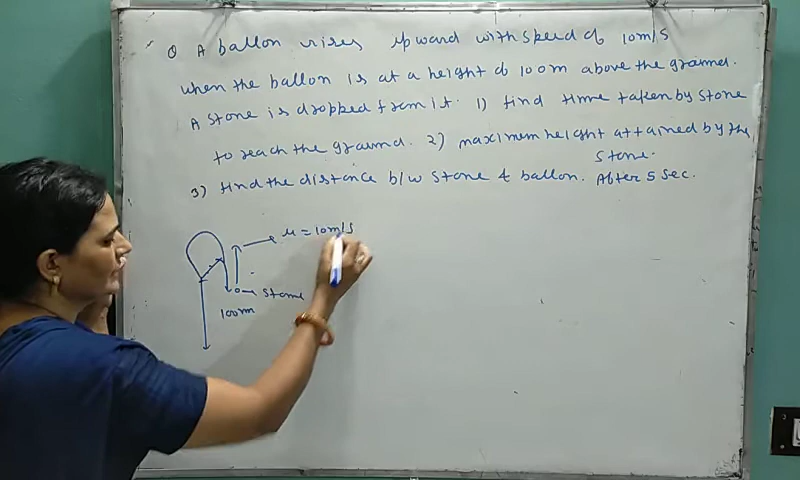 Q A ballon rises upward with speed of 10m/s
when the ballon is at a height of 100m above the ground.
A stone is dropped from it. 1) find time taken by stone
to reach the ground. 2) maximum height attained by the
stone.
3) find the distance b/w stone & ballon. After 5 sec.
u = 10m/s
stone
100m